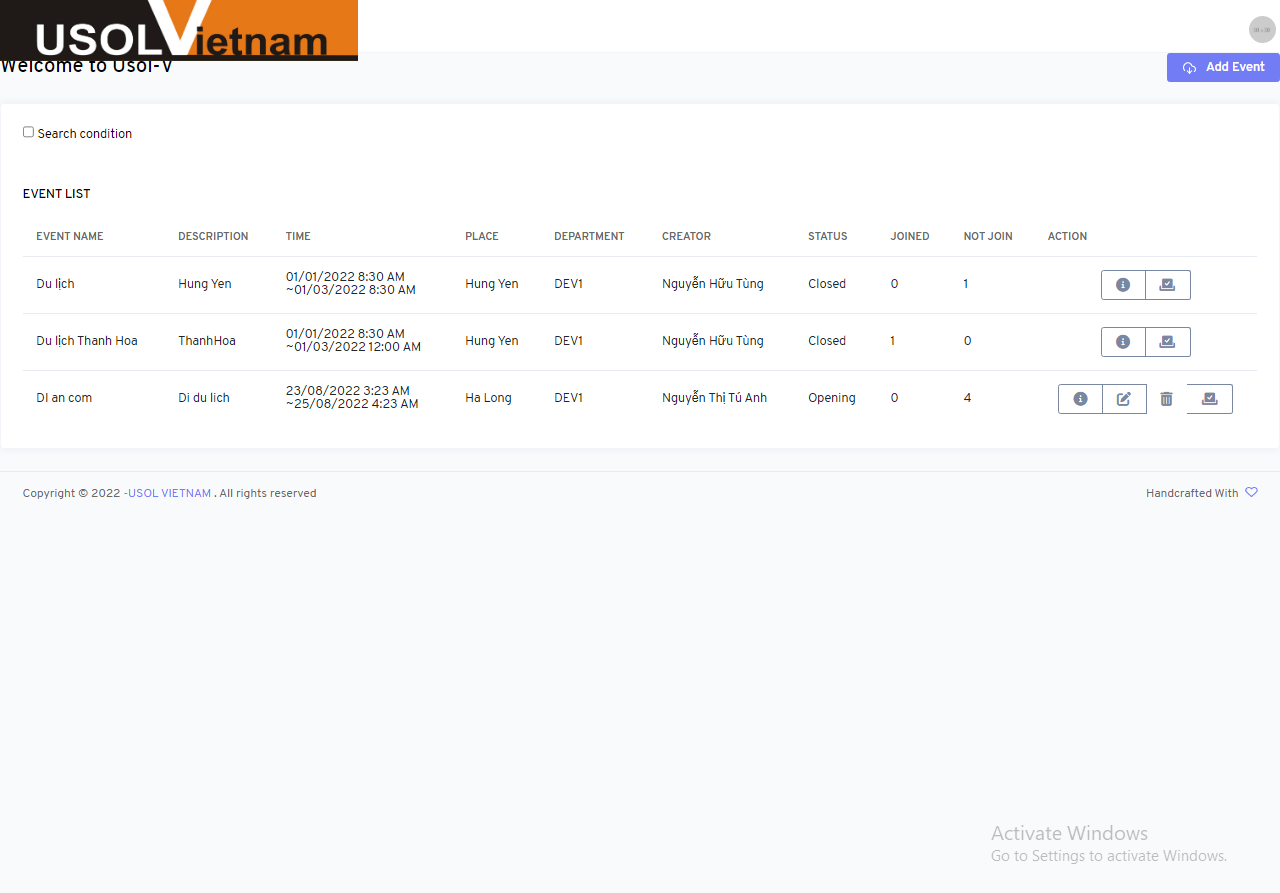 USOLVietnam
Welcome to Usol-V
Add Event
Search condition
EVENT LIST
EVENT NAME DESCRIPTION TIME PLACE DEPARTMENT CREATOR STATUS JOINED NOT JOIN ACTION
Du lịch Hung Yen 01/01/2022 8:30 AM Hung Yen DEV1 Nguyễn Hữu Tùng Closed 0 1
~01/03/2022 8:30 AM
Du lịch Thanh Hoa ThanhHoa 01/01/2022 8:30 AM Hung Yen DEV1 Nguyễn Hữu Tùng Closed 1 0
~01/03/2022 12:00 AM
DI an com Di du lich 23/08/2022 3:23 AM Ha Long DEV1 Nguyễn Thị Tú Anh Opening 0 4
~25/08/2022 4:23 AM
Copyright © 2022 -USOL VIETNAM . All rights reserved
Handcrafted With
Activate Windows
Go to Settings to activate Windows.